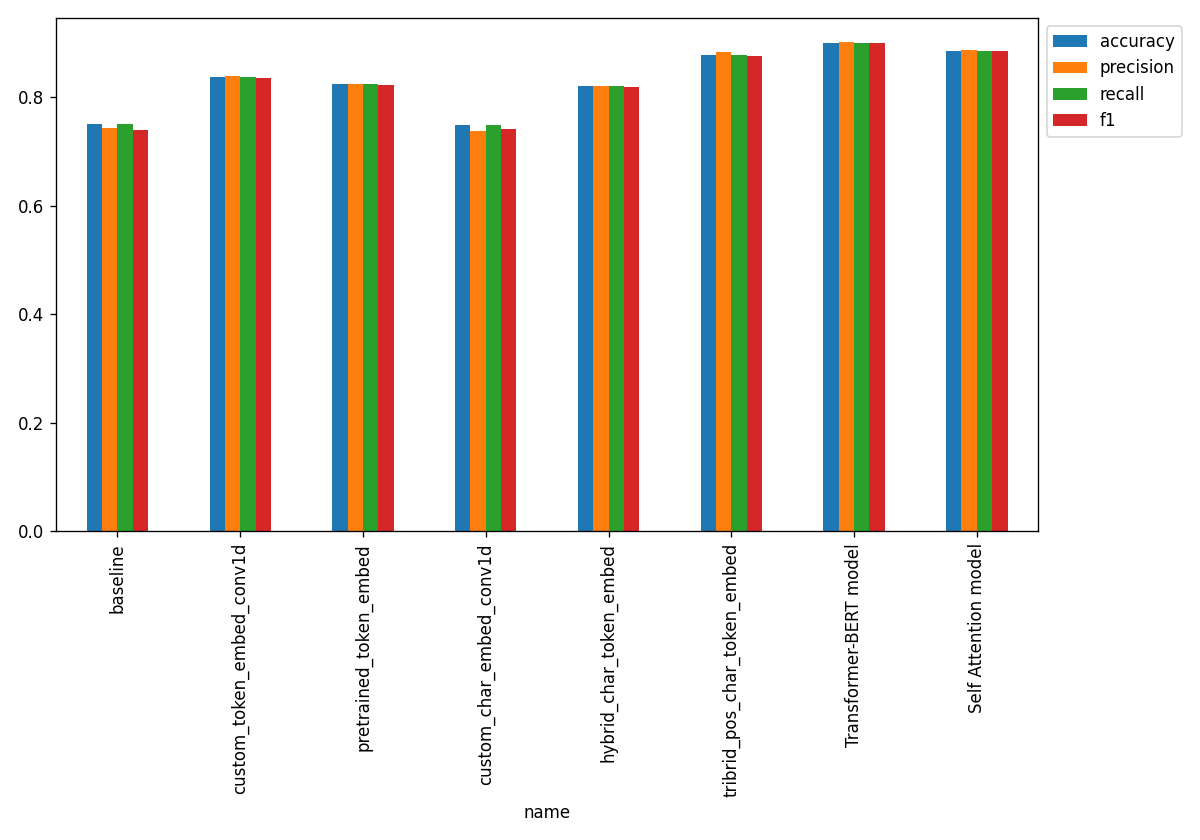 accuracy
precision
recall
f1
0.8
0.6
0.4
0.2
0.0
baseline
custom_token_embed_conv1d
pretrained_token_embed
custom_char_embed_conv1d
hybrid_char_token_embed
tribrid_pos_char_token_embed
Transformer-BERT model
Self Attention model
name